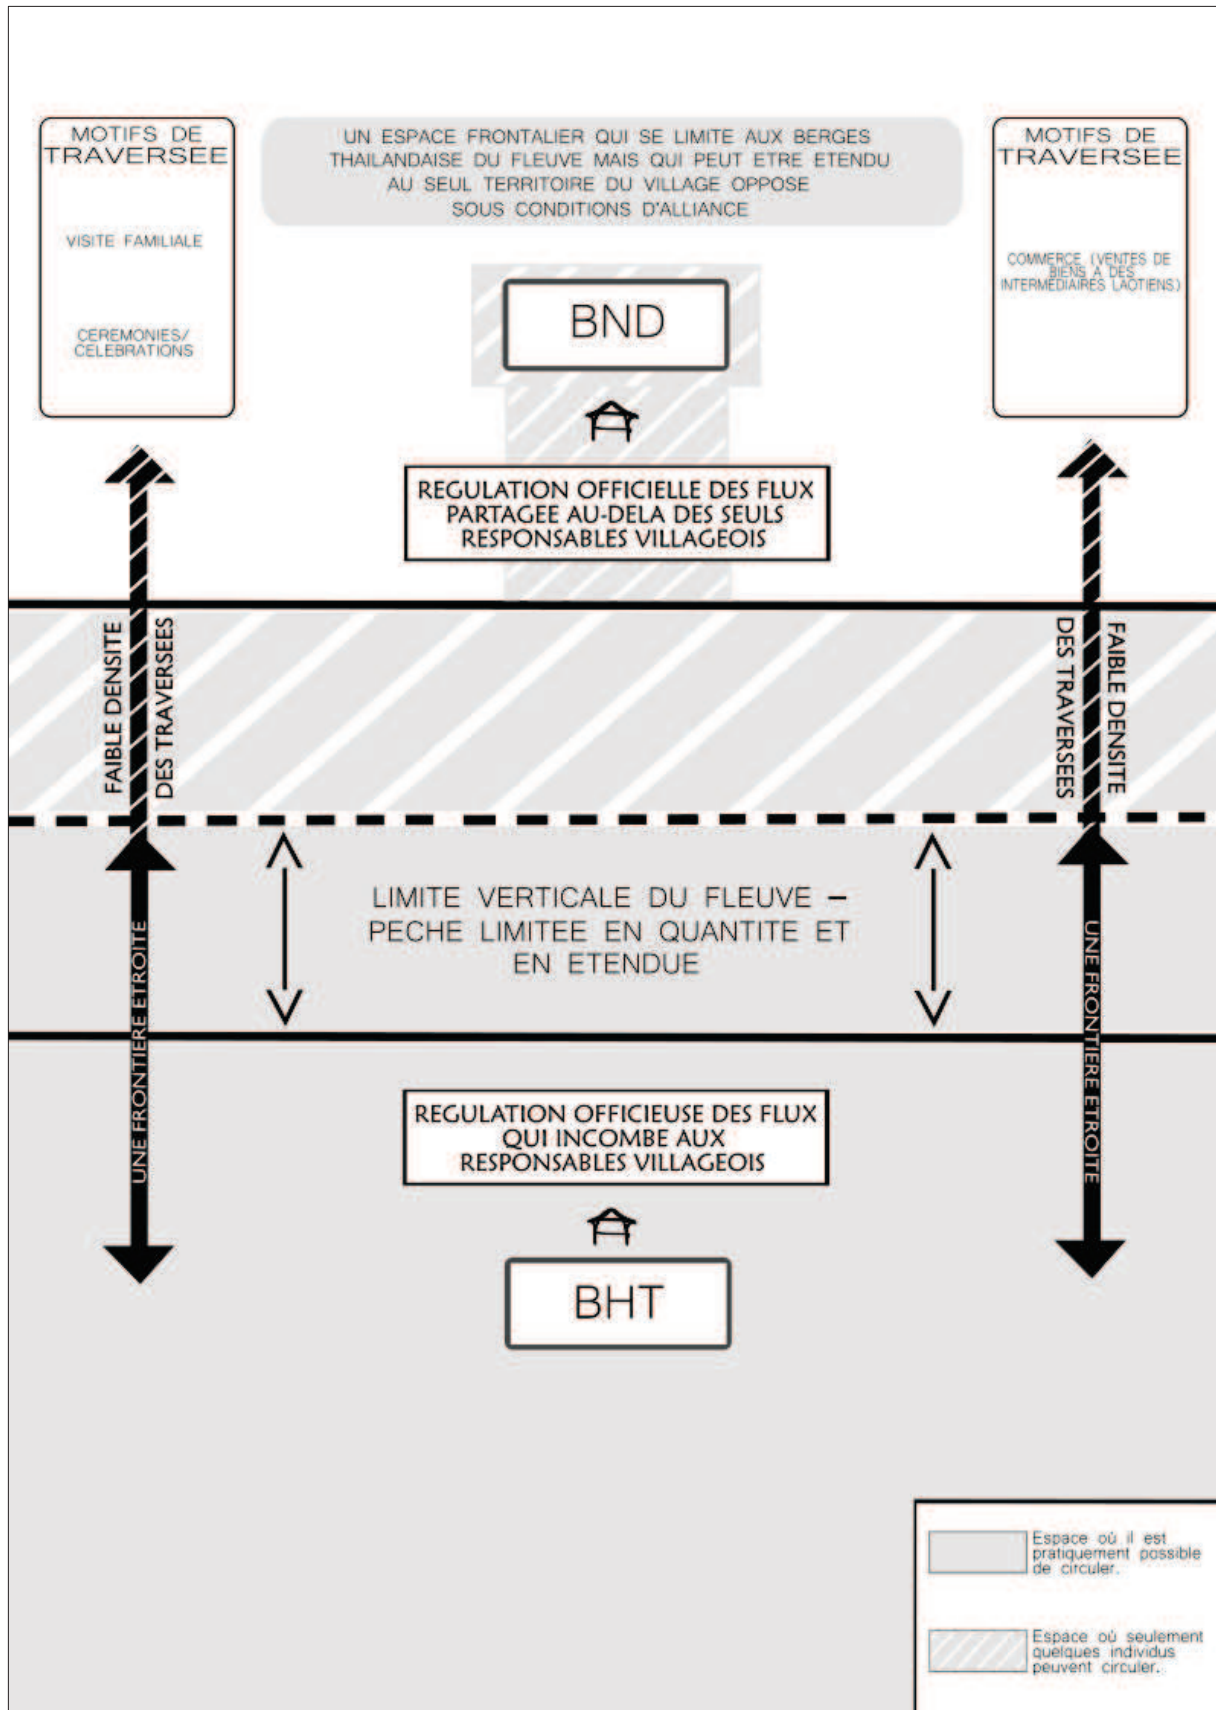 MOTIFS DE
TRAVERSEE
VISITE FAMILIALE
CEREMONIES/
CELEBRATIONS
UN ESPACE FRONTALIER QUI SE LIMITE AUX BERGES
THAILANDAISE DU FLEUVE MAIS QUI PEUT ETRE ETENDU
AU SEUL TERRITOIRE DU VILLAGE OPPOSE
SOUS CONDITIONS D'ALLIANCE
MOTIFS DE
TRAVERSEE
COMMERCE (VENTES DE
BIENS A DES
INTERMEDIAIRES LAOTIENS)
BND
REGULATION OFFICIELLE DES FLUX
PARTAGEE AU-DELA DES SEULS
RESPONSABLES VILLAGEOIS
FAIBLE DENSITE
DES TRAVERSEES
FAIBLE DENSITE
DES TRAVERSEES
LIMITE VERTICALE DU FLEUVE –
PECHE LIMITEE EN QUANTITE ET
EN ETENDUE
UNE FRONTIERE ETROITE
UNE FRONTIERE ETROITE
REGULATION OFFICIEUSE DES FLUX
QUI INCOMBE AUX
RESPONSABLES VILLAGEOIS
BHT
Espace où il est
pratiquement possible
de circuler.
Espace où seulement
quelques individus
peuvent circuler.